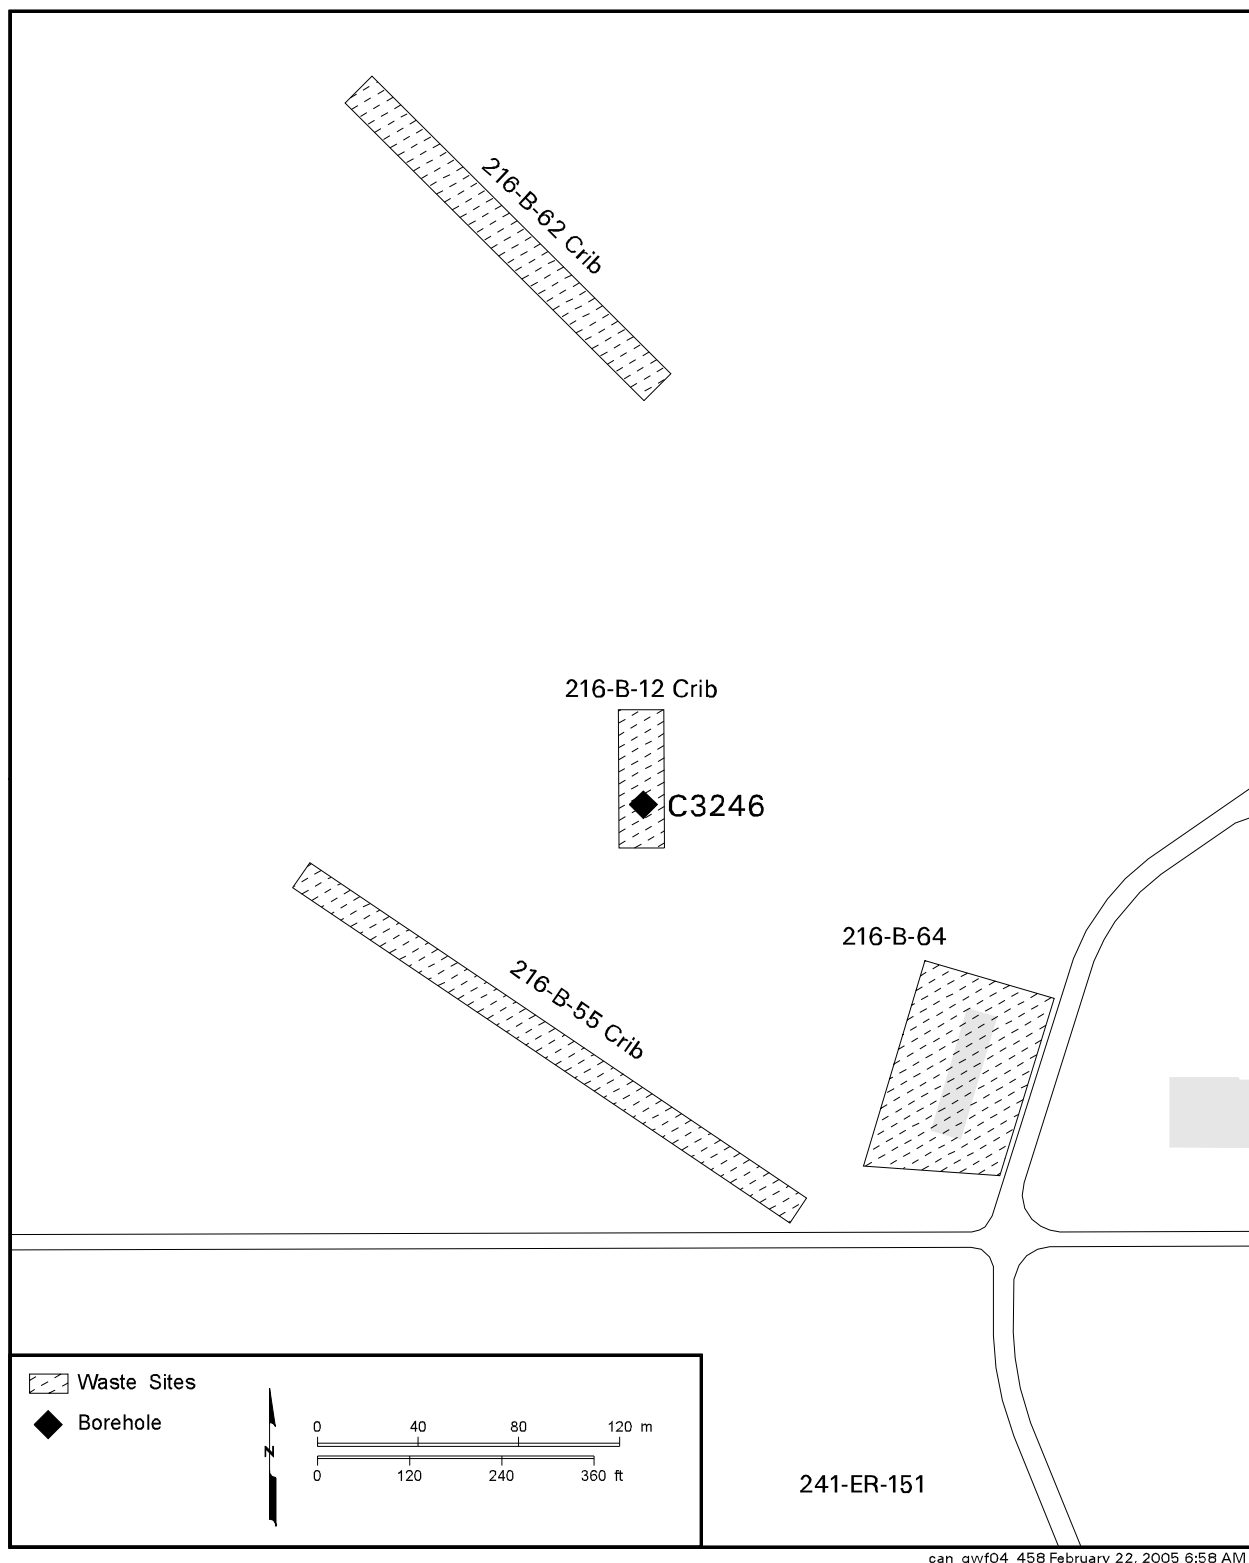 216-B-62 Crib
216-B-12 Crib
C3246
216-B-64
216-B-55 Crib
Waste Sites
Borehole
N
0 40 80 120 m
0 120 240 360 ft
241-ER-151
can_gwf04_458 February 22, 2005 6:58 AM